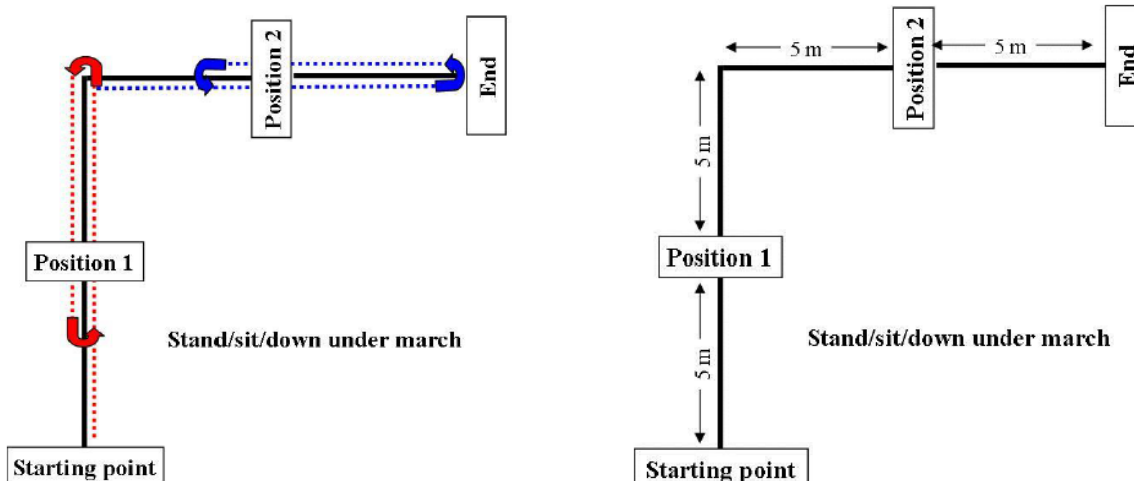 Position 2
End
Position 1
Stand/sit/down under march
Starting point
5 m
5 m
Position 2
End
5 m
Position 1
5 m
Stand/sit/down under march
Starting point